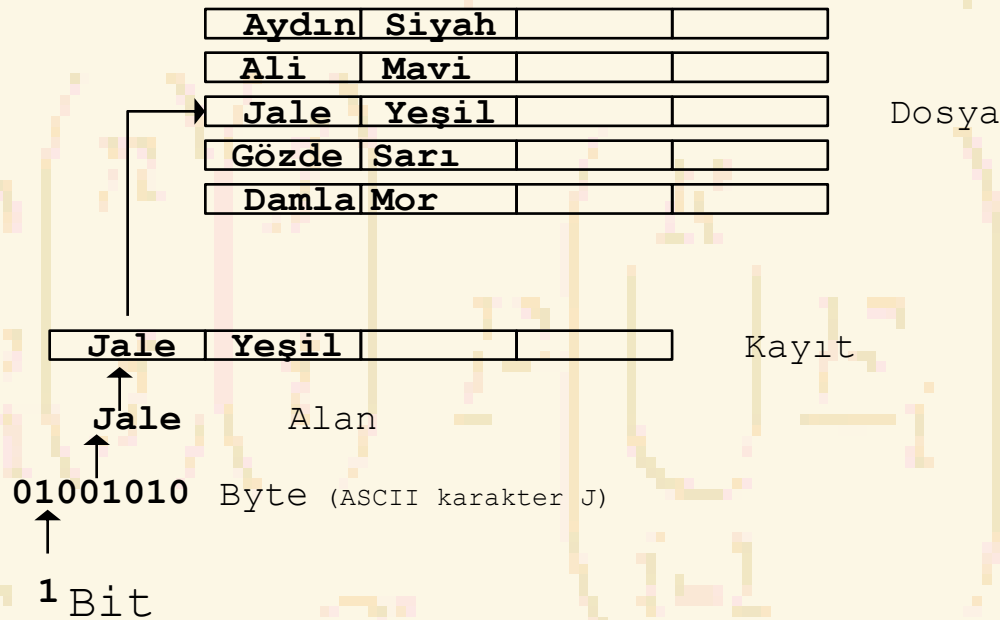 Aydın Siyah
Ali Mavi
Jale Yeşil
Dosya
Gözde Sarı
Damla Mor
Jale Yeşil
Kayıt
Jale Alan
01001010 Byte (ASCII karakter J)
1 Bit